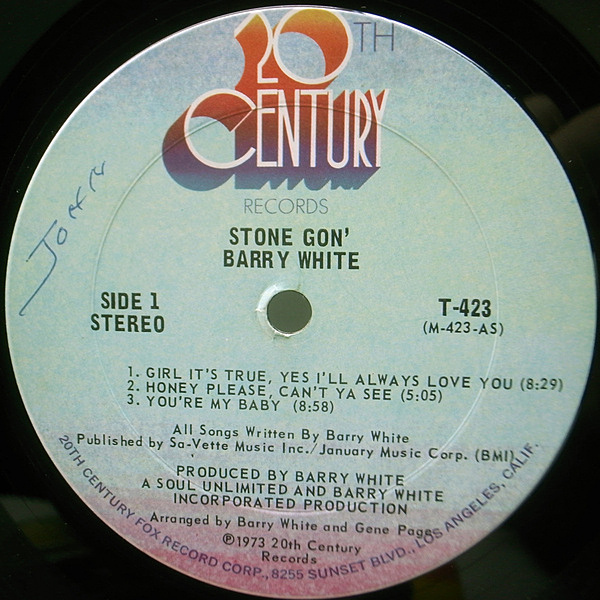 20TH
CENTURY
RECORDS
STONE GON'
BARRY WHITE
John
SIDE 1
STEREO
T-423
(M-423-AS)
1. GIRL IT'S TRUE, YES I'LL ALWAYS LOVE YOU (8:29)
2. HONEY PLEASE, CAN'T YA SEE (5:05)
3. YOU'RE MY BABY (8:58)
All Songs Written By Barry White
Published by Sa-Vette Music Inc./January Music Corp. (BMI)
PRODUCED BY BARRY WHITE
A SOUL UNLIMITED AND BARRY WHITE
INCORPORATED PRODUCTION
Arranged by Barry White and Gene Page
℗1973 20th Century
Records
20TH CENTURY FOX RECORD CORP., 8255 SUNSET BLVD., LOS ANGELES, CALIF.